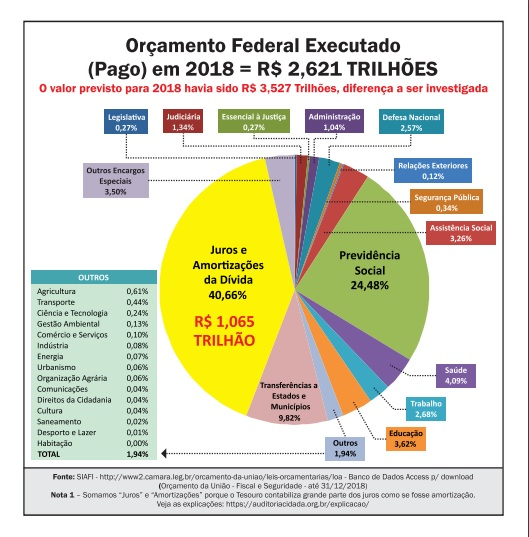 Orçamento Federal Executado
(Pago) em 2018 = R$ 2,621 TRILHÕES
O valor previsto para 2018 havia sido R$ 3,527 Trilhões, diferença a ser investigada
Legislativa
0,27%
Judiciária
1,34%
Essencial à Justiça
0,27%
Administração
1,04%
Defesa Nacional
2,57%
Relações Exteriores
0,12%
Segurança Pública
0,34%
Assistência Social
3,26%
Outros Encargos
Especiais
3,50%
Juros e
Amortizações
da Dívida
40,66%
R$ 1,065
TRILHÃO
Previdência
Social
24,48%
Saúde
4,09%
Trabalho
2,68%
Educação
3,62%
Outros
1,94%
Transferências a
Estados e
Municípios
9,82%
OUTROS
Agricultura 0,61%
Transporte 0,44%
Ciência e Tecnologia 0,24%
Gestão Ambiental 0,13%
Comércio e Serviços 0,10%
Indústria 0,08%
Energia 0,07%
Urbanismo 0,06%
Organização Agrária 0,06%
Comunicações 0,04%
Direitos da Cidadania 0,04%
Cultura 0,04%
Saneamento 0,02%
Desporto e Lazer 0,01%
Habitação 0,00%
TOTAL 1,94%
Fonte: SIAFI - http://www2.camara.leg.br/orcamento-da-uniao/leis-orcamentarias/loa - Banco de Dados Access p/ download
(Orçamento da União - Fiscal e Seguridade - até 31/12/2018)
Nota 1 – Somamos "Juros" e "Amortizações" porque o Tesouro contabiliza grande parte dos juros como se fosse amortização.
Veja as explicações: https://auditoriacidada.org.br/explicacao/